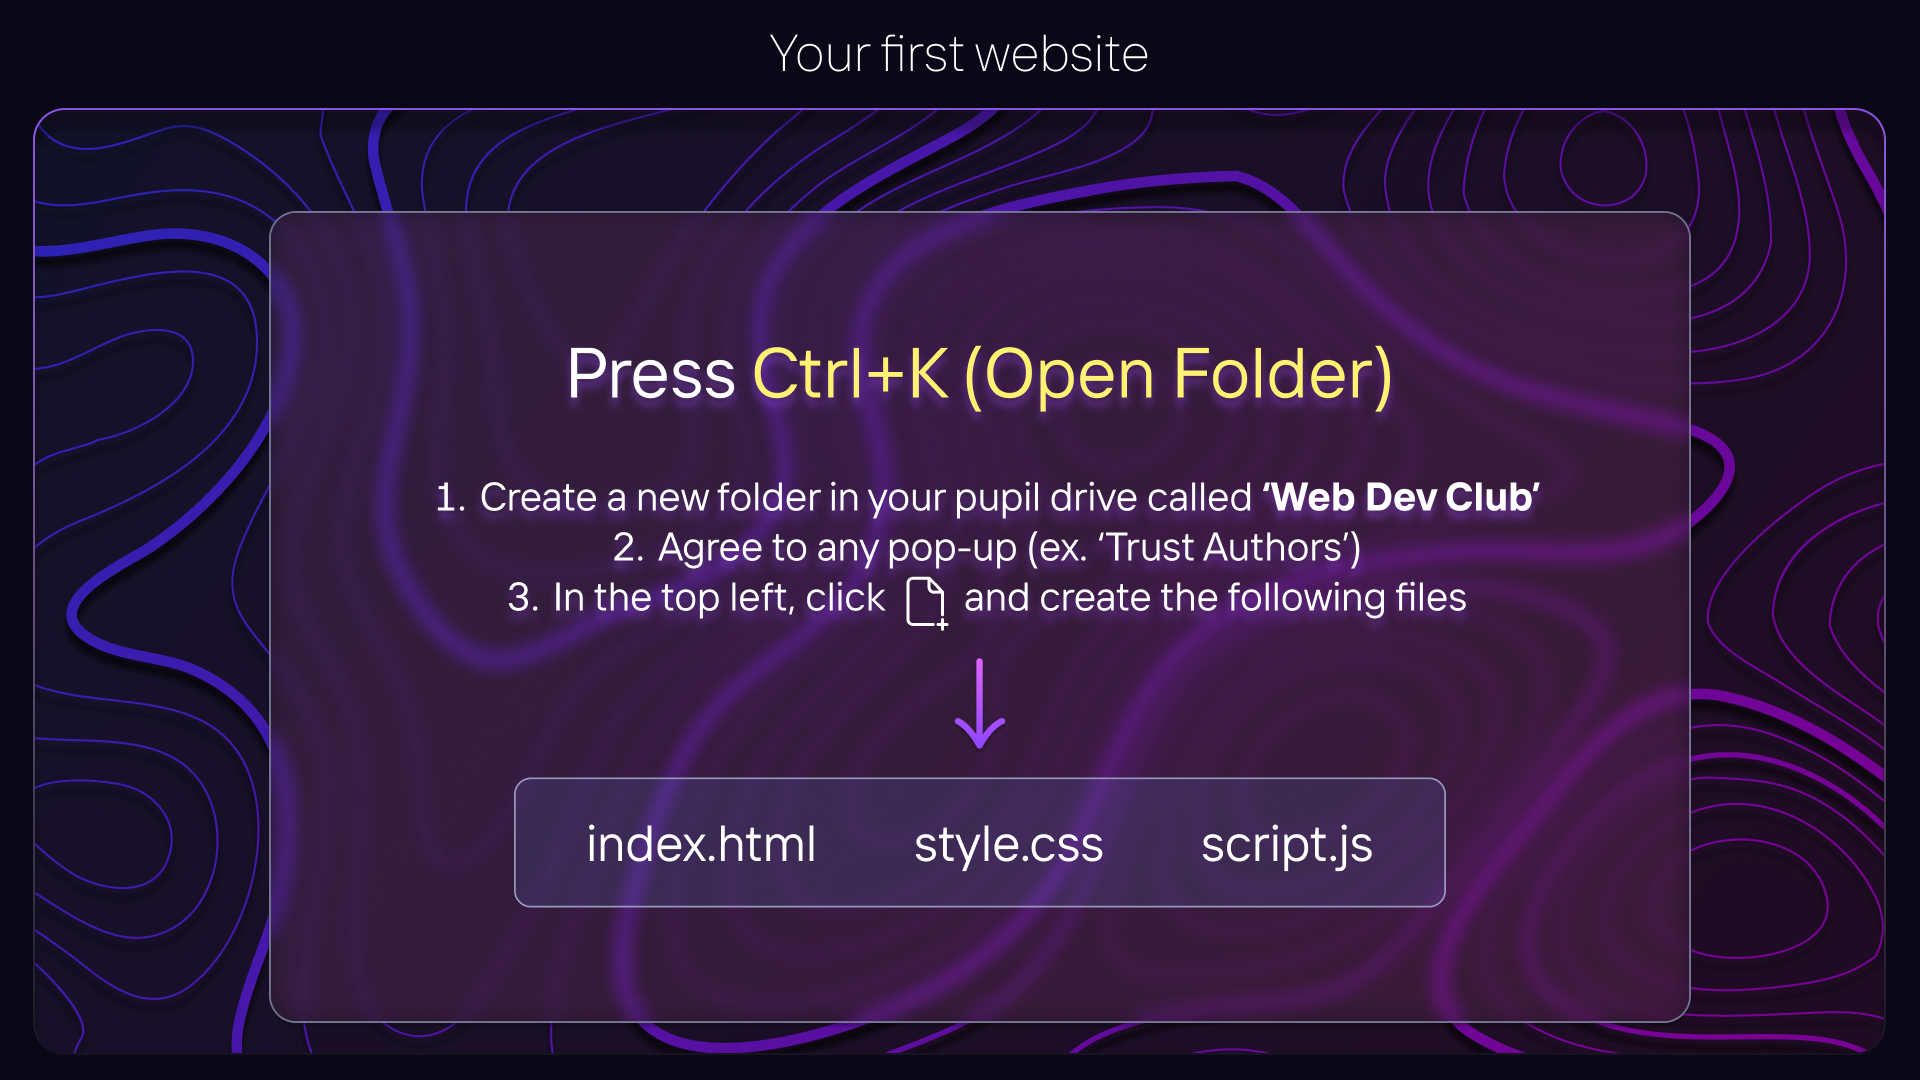 Your first website
Press Ctrl+K (Open Folder)
1. Create a new folder in your pupil drive called ‘Web Dev Club’
2. Agree to any pop-up (ex. ‘Trust Authors’)
3. In the top left, click and create the following files
index.html style.css script.js